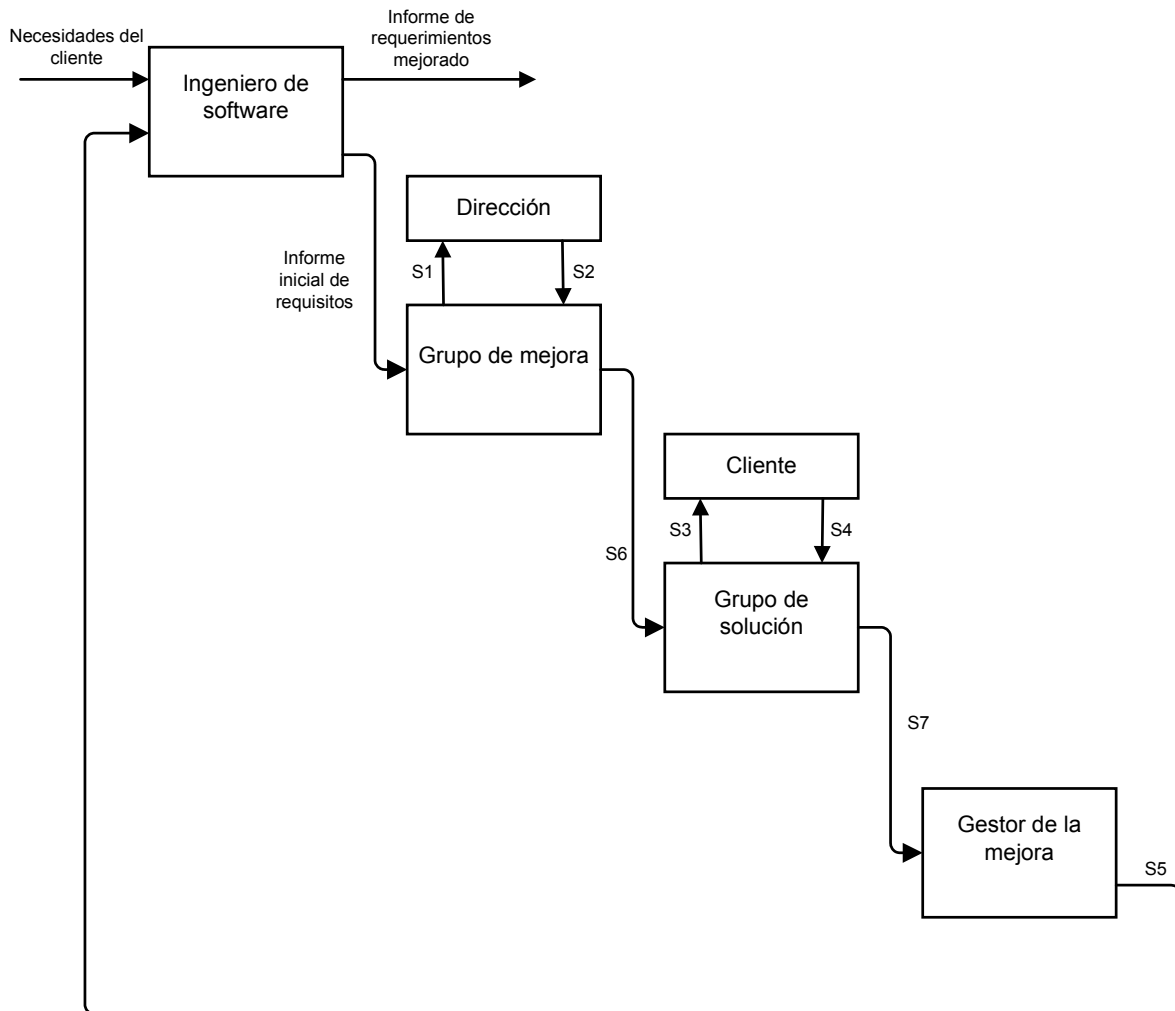 Necesidades del
cliente
Informe de
requerimientos
mejorado
Ingeniero de
software
Dirección
Informe
inicial de
requisitos
S1
S2
Grupo de mejora
Cliente
S6
S3
S4
Grupo de
solución
S7
Gestor de la
mejora
S5